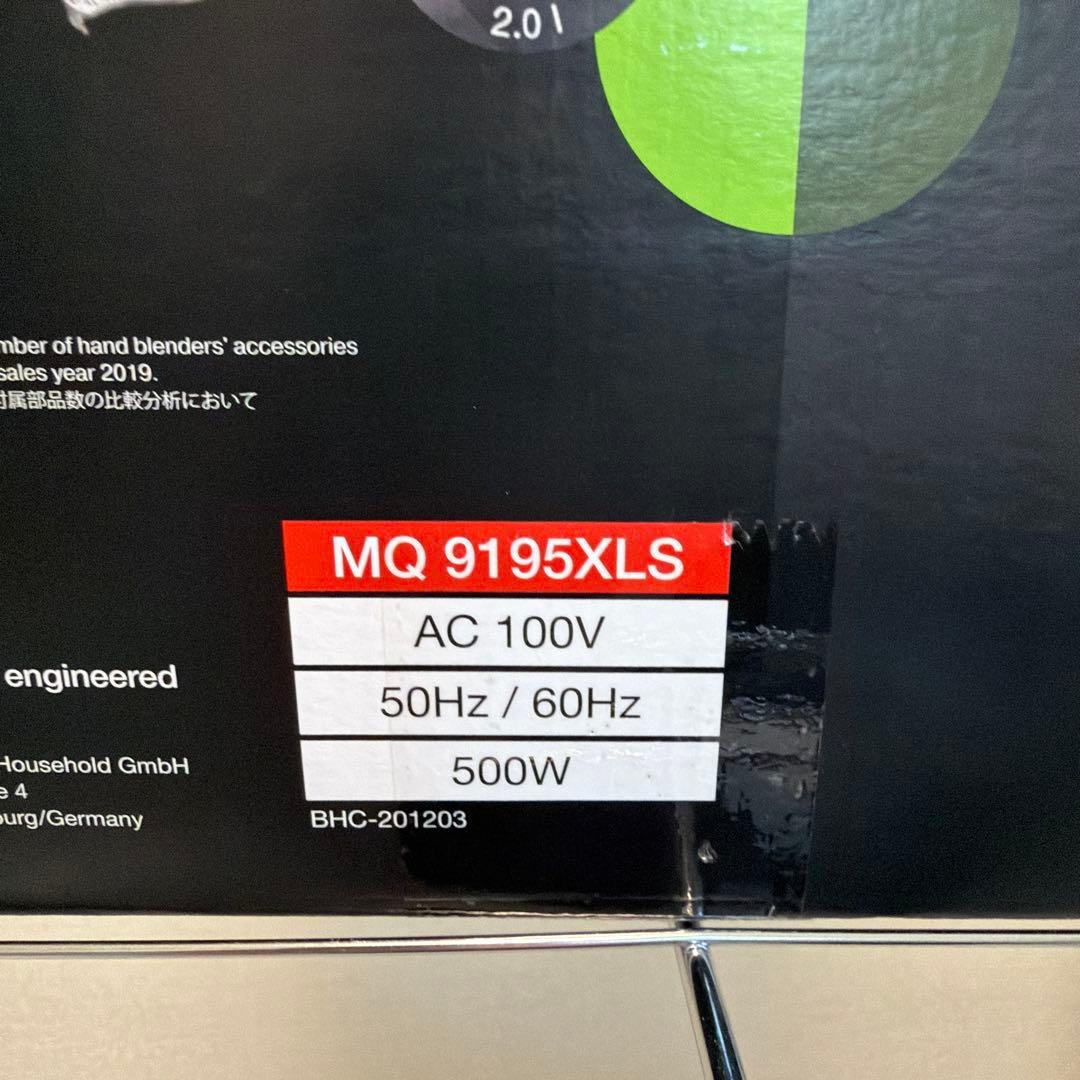 2.0 l
mber of hand blenders' accessories
sales year 2019.
付属部品数の比較分析において
MQ 9195XLS
AC 100V
50Hz / 60Hz
500W
BHC-201203
engineered
Household GmbH
e 4
burg/Germany